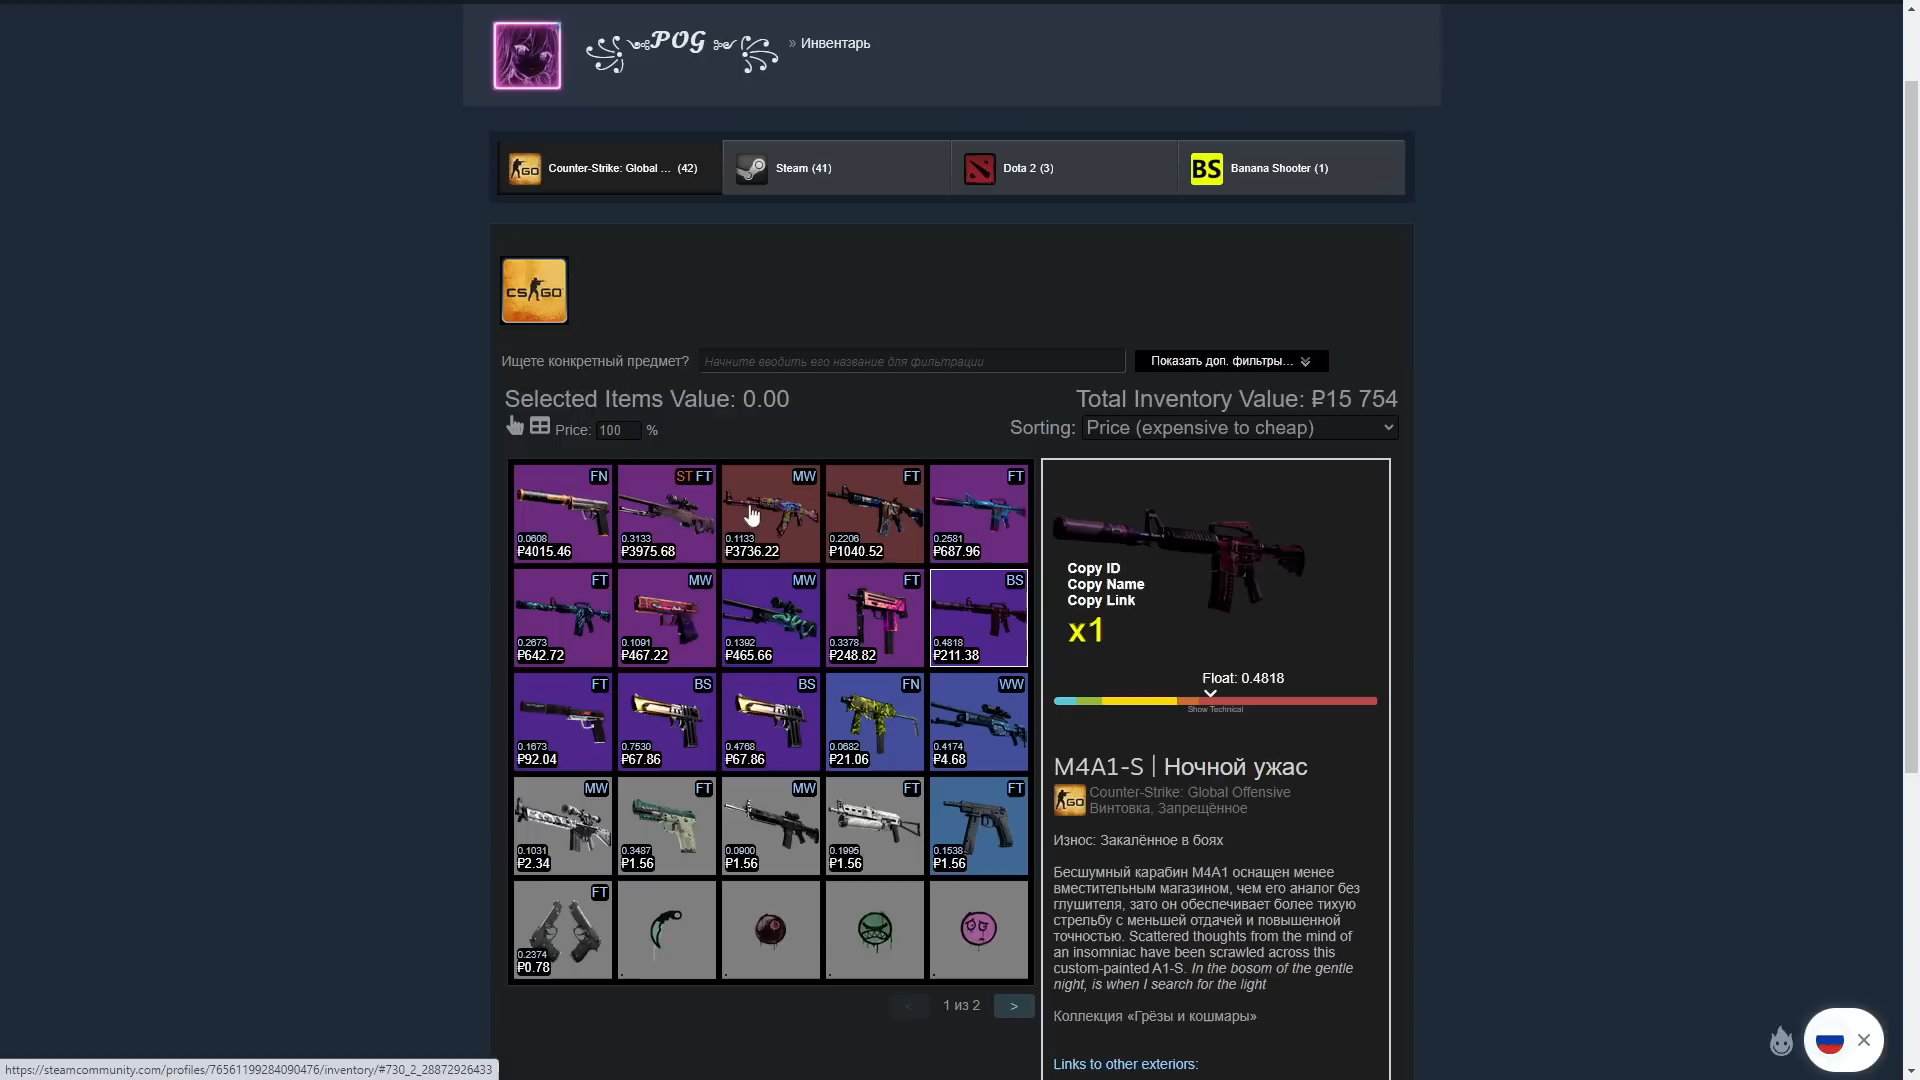 POG » Инвентарь
Counter-Strike: Global ... (42)
Steam (41)
Dota 2 (3)
BS Banana Shooter (1)
CS GO
Ищете конкретный предмет? Начните вводить его название для фильтрации
Показать доп. фильтры...
Selected Items Value: 0.00
Total Inventory Value: ₽15 754
Price: 100 %
Sorting: Price (expensive to cheap)
FN 0.0608 ₽4015.46
ST FT 0.3133 ₽3975.68
MW 0.1133 ₽3736.22
FT 0.2206 ₽1040.52
FT 0.2581 ₽687.96
FT 0.2673 ₽642.72
MW 0.1091 ₽467.22
MW 0.1392 ₽465.66
FT 0.3378 ₽248.82
BS 0.4818 ₽211.38
FT 0.1673 ₽92.04
BS 0.7530 ₽67.86
BS 0.4768 ₽67.86
FN 0.0682 ₽21.06
WW 0.4174 ₽4.68
MW 0.1031 ₽2.34
FT 0.3487 ₽1.56
MW 0.0900 ₽1.56
FT 0.1995 ₽1.56
FT 0.1538 ₽1.56
FT 0.2374 ₽0.78
< 1 из 2 >
Copy ID
Copy Name
Copy Link
x1
Float: 0.4818
Show Technical
M4A1-S | Ночной ужас
GO
Counter-Strike: Global Offensive
Винтовка, Запрещённое
Износ: Закалённое в боях
Бесшумный карабин M4A1 оснащен менее
вместительным магазином, чем его аналог без
глушителя, зато он обеспечивает более тихую
стрельбу с меньшей отдачей и повышенной
точностью. Scattered thoughts from the mind of
an insomniac have been scrawled across this
custom-painted A1-S. In the bosom of the gentle
night, is when I search for the light
Коллекция «Грёзы и кошмары»
Links to other exteriors:
https://steamcommunity.com/profiles/76561199284090476/inventory/#730_2_28872926433